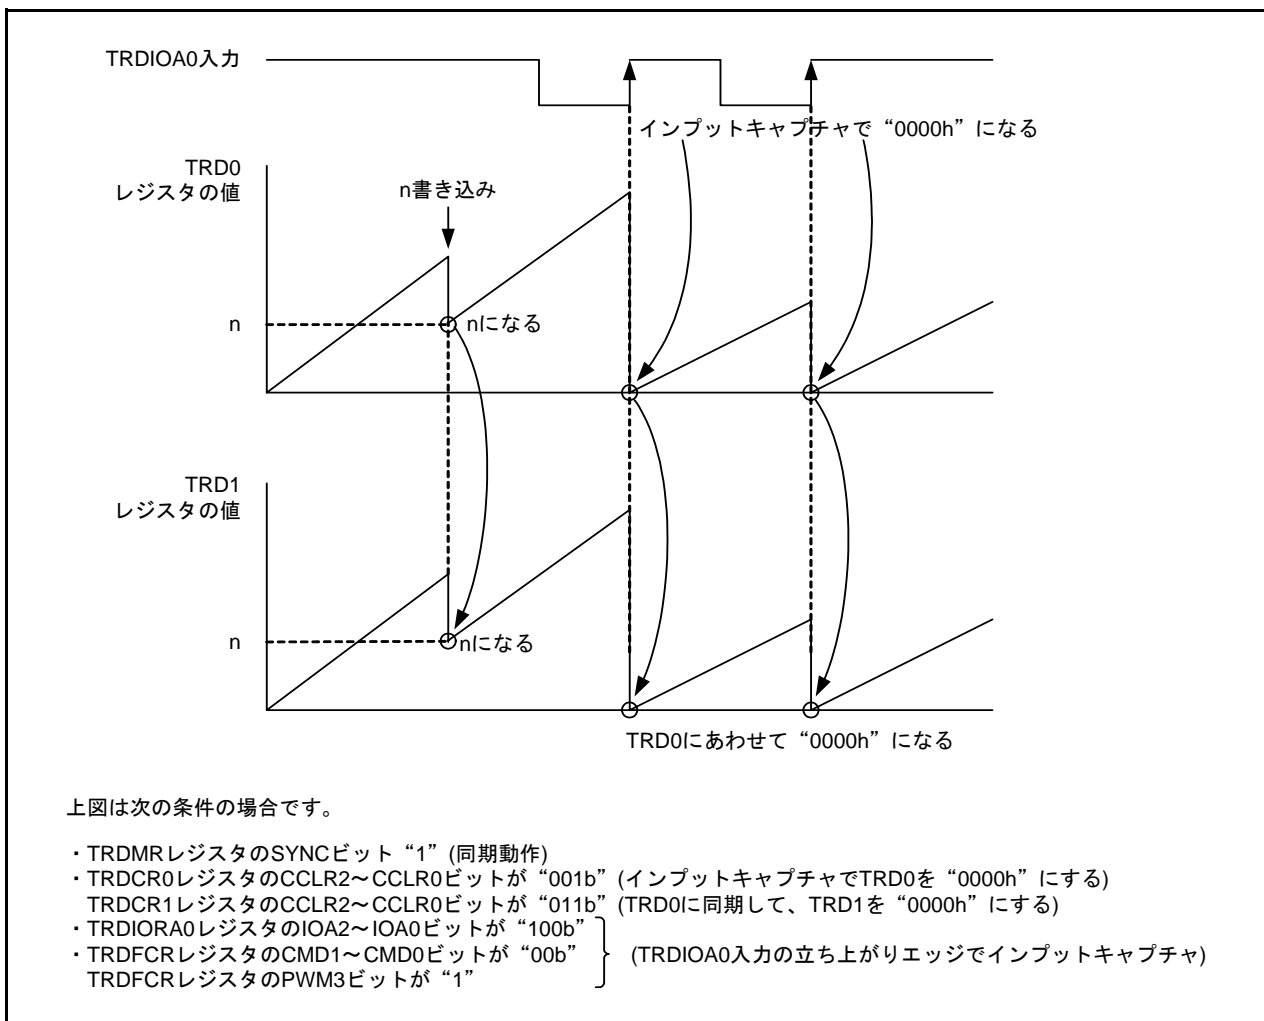 TRDIOA0入力
インプットキャプチャで“0000h”になる
TRD0
レジスタの値
n書き込み
n
nになる
TRD1
レジスタの値
n
nになる
TRD0にあわせて“0000h”になる
上図は次の条件の場合です。
・TRDMRレジスタのSYNCビット“1”(同期動作)
・TRDCR0レジスタのCCLR2～CCLR0ビットが“001b”(インプットキャプチャでTRD0を“0000h”にする)
TRDCR1レジスタのCCLR2～CCLR0ビットが“011b”(TRD0に同期して、TRD1を“0000h”にする)
・TRDIORA0レジスタのIOA2～IOA0ビットが“100b”
・TRDFCRレジスタのCMD1～CMD0ビットが“00b”
(TRDIOA0入力の立ち上がりエッジでインプットキャプチャ)
TRDFCRレジスタのPWM3ビットが“1”